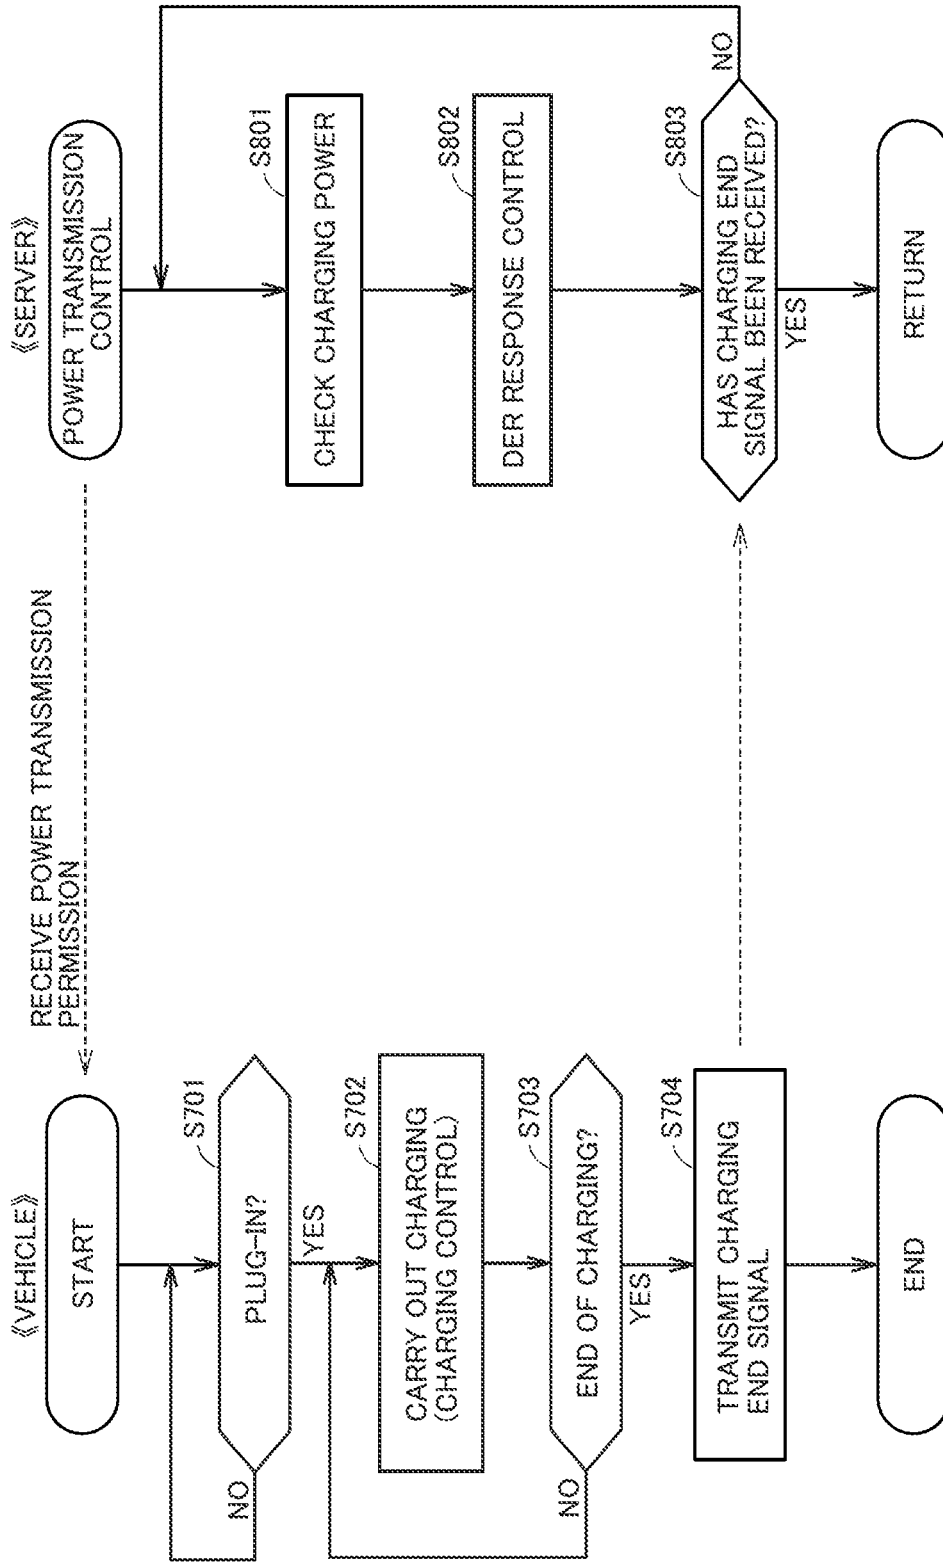 《VEHICLE》
START
S701
PLUG-IN?
NO
YES
S702
CARRY OUT CHARGING
(CHARGING CONTROL)
S703
END OF CHARGING?
NO
YES
S704
TRANSMIT CHARGING
END SIGNAL
END
RECEIVE POWER TRANSMISSION
PERMISSION
《SERVER》
POWER TRANSMISSION
CONTROL
S801
CHECK CHARGING POWER
S802
DER RESPONSE CONTROL
S803
HAS CHARGING END
SIGNAL BEEN RECEIVED?
NO
YES
RETURN